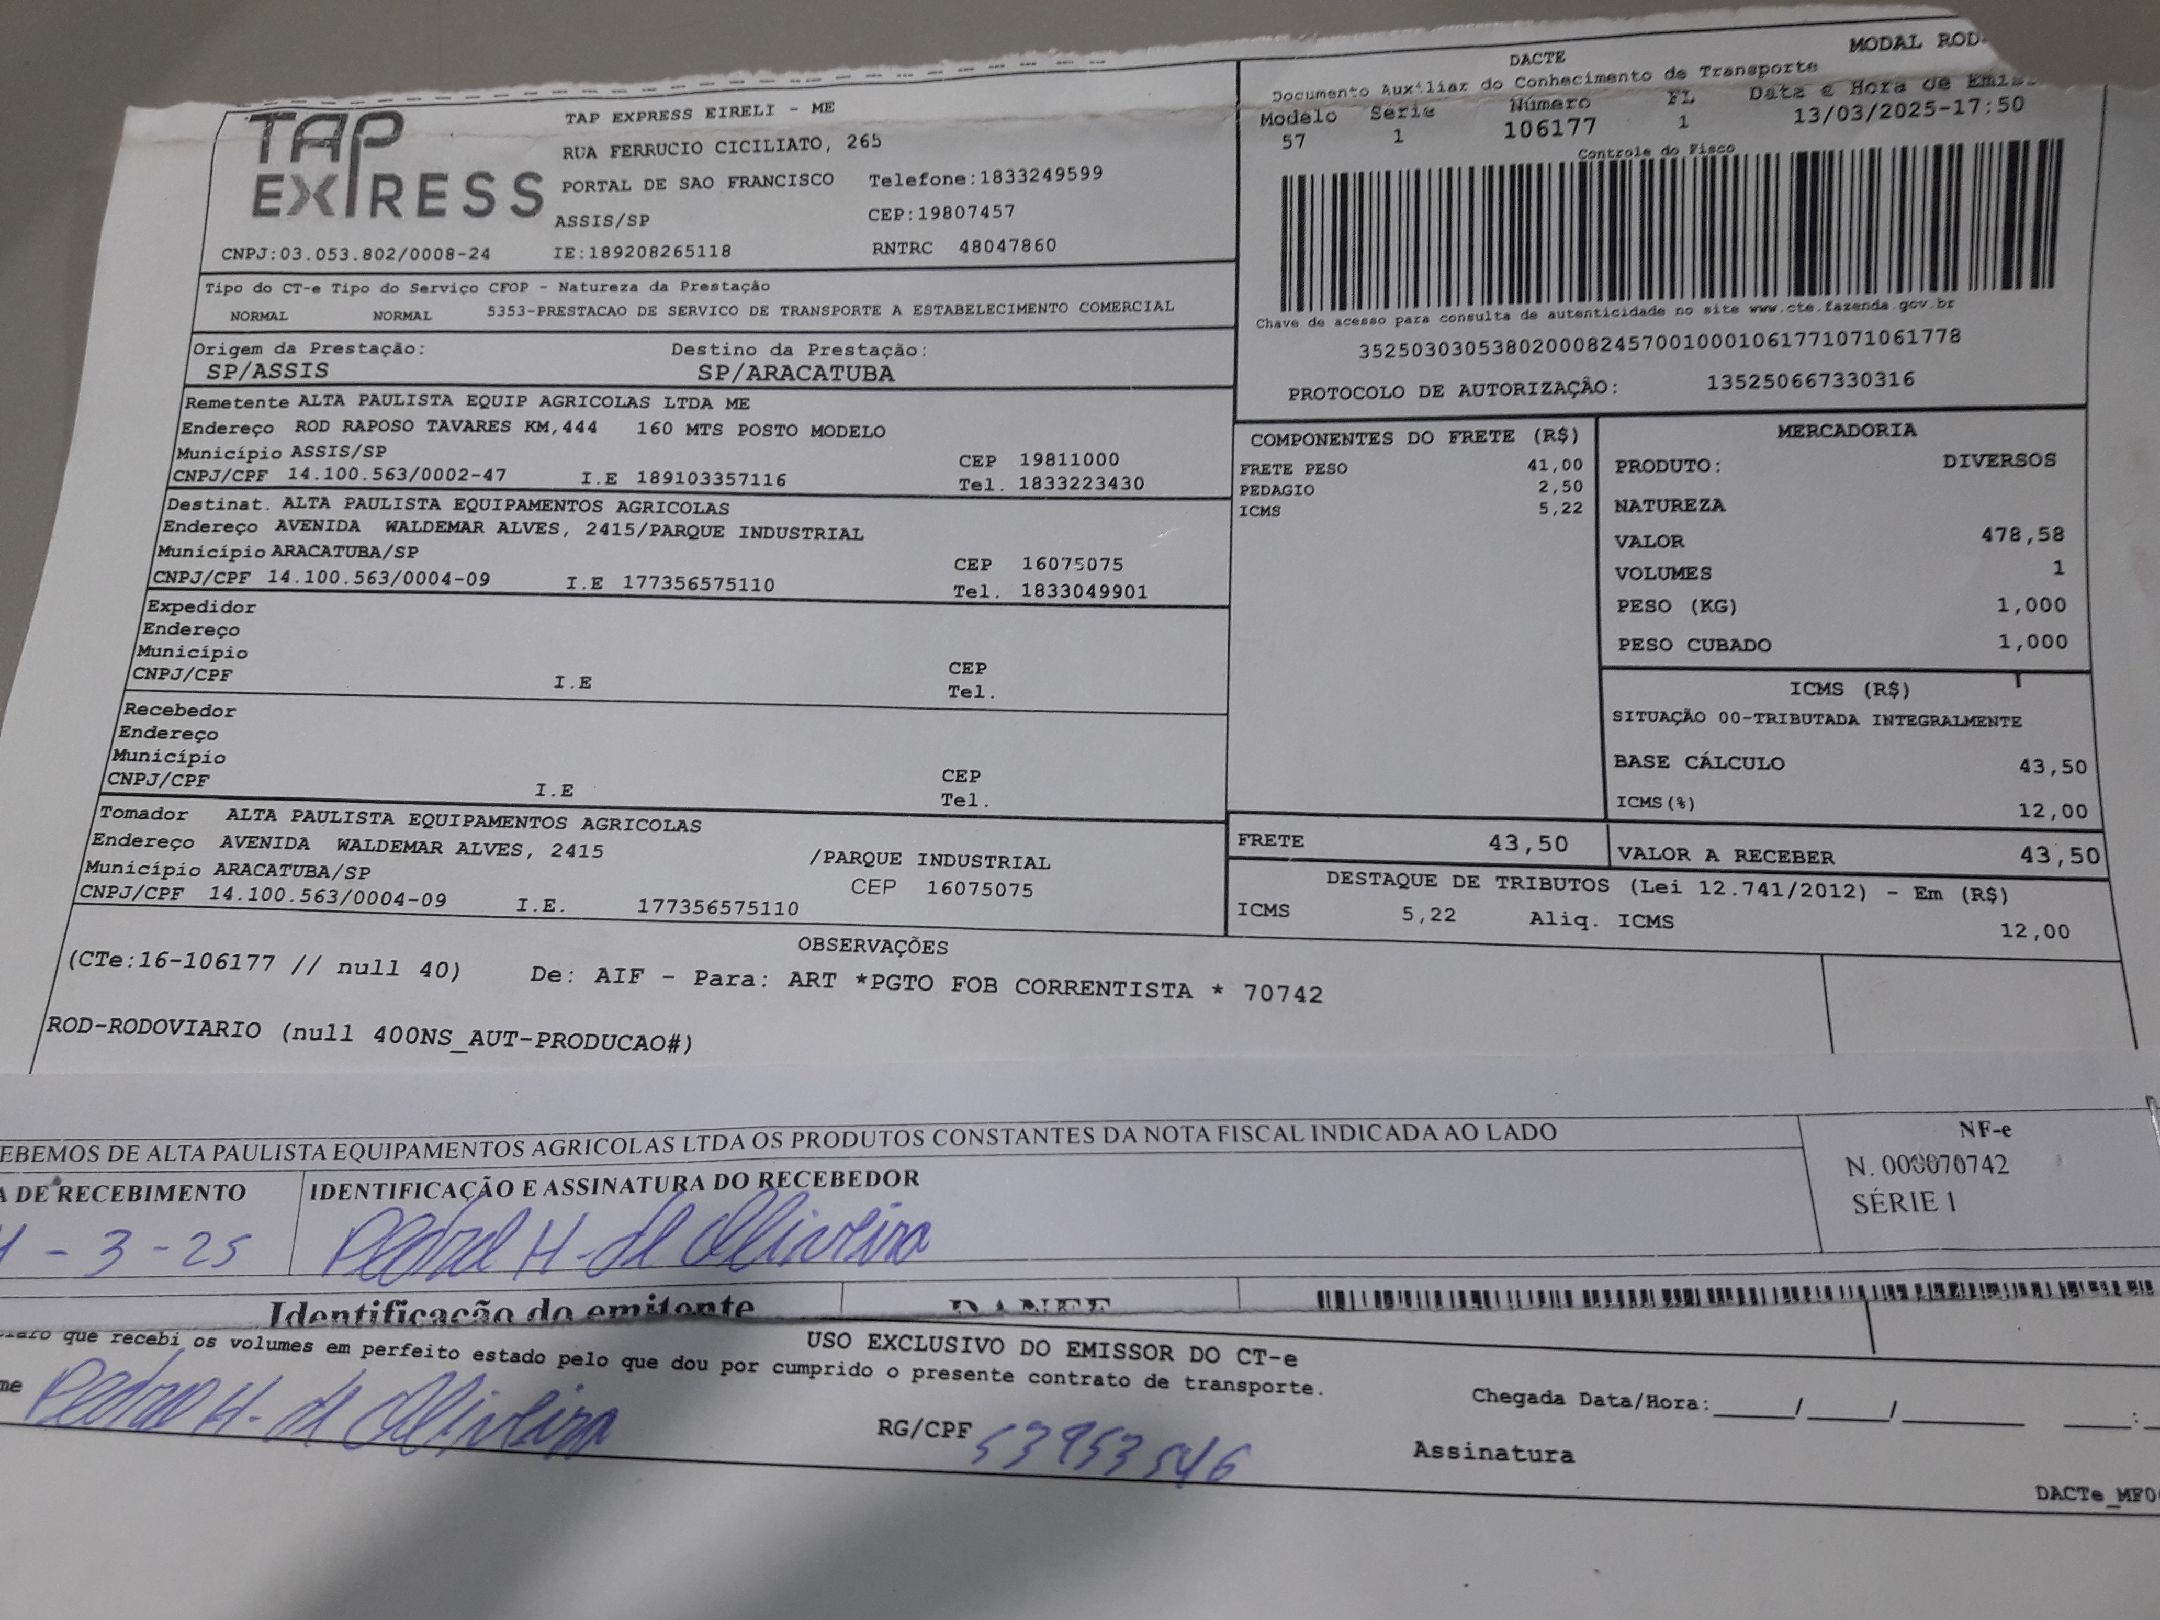 DACTE
MODAL ROD
Documento Auxiliar do Conhecimento de Transporte
Modelo Série Número FL Data e Hora de Emis
57 1 106177 1 13/03/2025-17:50
Controle do Fisco
TAP EXPRESS
TAP EXPRESS EIRELI - ME
RUA FERRUCIO CICILIATO, 265
PORTAL DE SAO FRANCISCO Telefone:1833249599
ASSIS/SP CEP:19807457
CNPJ:03.053.802/0008-24 IE:189208265118 RNTRC 48047860
Tipo do CT-e Tipo do Serviço CFOP - Natureza da Prestação
NORMAL NORMAL 5353-PRESTACAO DE SERVICO DE TRANSPORTE A ESTABELECIMENTO COMERCIAL
Chave de acesso para consulta de autenticidade no site www.cte.fazenda.gov.br
35250303053802000824570010001061771071061778
PROTOCOLO DE AUTORIZAÇÃO: 135250667330316
Origem da Prestação: Destino da Prestação:
SP/ASSIS SP/ARACATUBA
Remetente ALTA PAULISTA EQUIP AGRICOLAS LTDA ME
Endereço ROD RAPOSO TAVARES KM,444 160 MTS POSTO MODELO
Município ASSIS/SP CEP 19811000
CNPJ/CPF 14.100.563/0002-47 I.E 189103357116 Tel. 1833223430
Destinat. ALTA PAULISTA EQUIPAMENTOS AGRICOLAS
Endereço AVENIDA WALDEMAR ALVES, 2415/PARQUE INDUSTRIAL
Município ARACATUBA/SP CEP 16075075
CNPJ/CPF 14.100.563/0004-09 I.E 177356575110 Tel. 1833049901
Expedidor
Endereço
Município CEP
CNPJ/CPF I.E Tel.
Recebedor
Endereço
Município CEP
CNPJ/CPF I.E Tel.
Tomador ALTA PAULISTA EQUIPAMENTOS AGRICOLAS
Endereço AVENIDA WALDEMAR ALVES, 2415 /PARQUE INDUSTRIAL
Município ARACATUBA/SP CEP 16075075
CNPJ/CPF 14.100.563/0004-09 I.E. 177356575110
COMPONENTES DO FRETE (R$)
FRETE PESO 41,00
PEDAGIO 2,50
ICMS 5,22
MERCADORIA
PRODUTO: DIVERSOS
NATUREZA
VALOR 478,58
VOLUMES 1
PESO (KG) 1,000
PESO CUBADO 1,000
ICMS (R$)
SITUAÇÃO 00-TRIBUTADA INTEGRALMENTE
BASE CÁLCULO 43,50
ICMS(%) 12,00
FRETE 43,50 VALOR A RECEBER 43,50
DESTAQUE DE TRIBUTOS (Lei 12.741/2012) - Em (R$)
ICMS 5,22 Aliq. ICMS 12,00
OBSERVAÇÕES
(CTe:16-106177 // null 40) De: AIF - Para: ART *PGTO FOB CORRENTISTA * 70742
ROD-RODOVIARIO (null 400NS_AUT-PRODUCAO#)
EBEMOS DE ALTA PAULISTA EQUIPAMENTOS AGRICOLAS LTDA OS PRODUTOS CONSTANTES DA NOTA FISCAL INDICADA AO LADO
NF-e
N. 000070742
SÉRIE 1
A DE RECEBIMENTO IDENTIFICAÇÃO E ASSINATURA DO RECEBEDOR
- 3 - 25 Pedro H. de Oliveira
Identificação do emitente DANFE
USO EXCLUSIVO DO EMISSOR DO CT-e
laro que recebi os volumes em perfeito estado pelo que dou por cumprido o presente contrato de transporte.
me Pedro H. de Oliveira RG/CPF 53953546 Chegada Data/Hora:____/____/______ ___:
Assinatura
DACTe_MF0